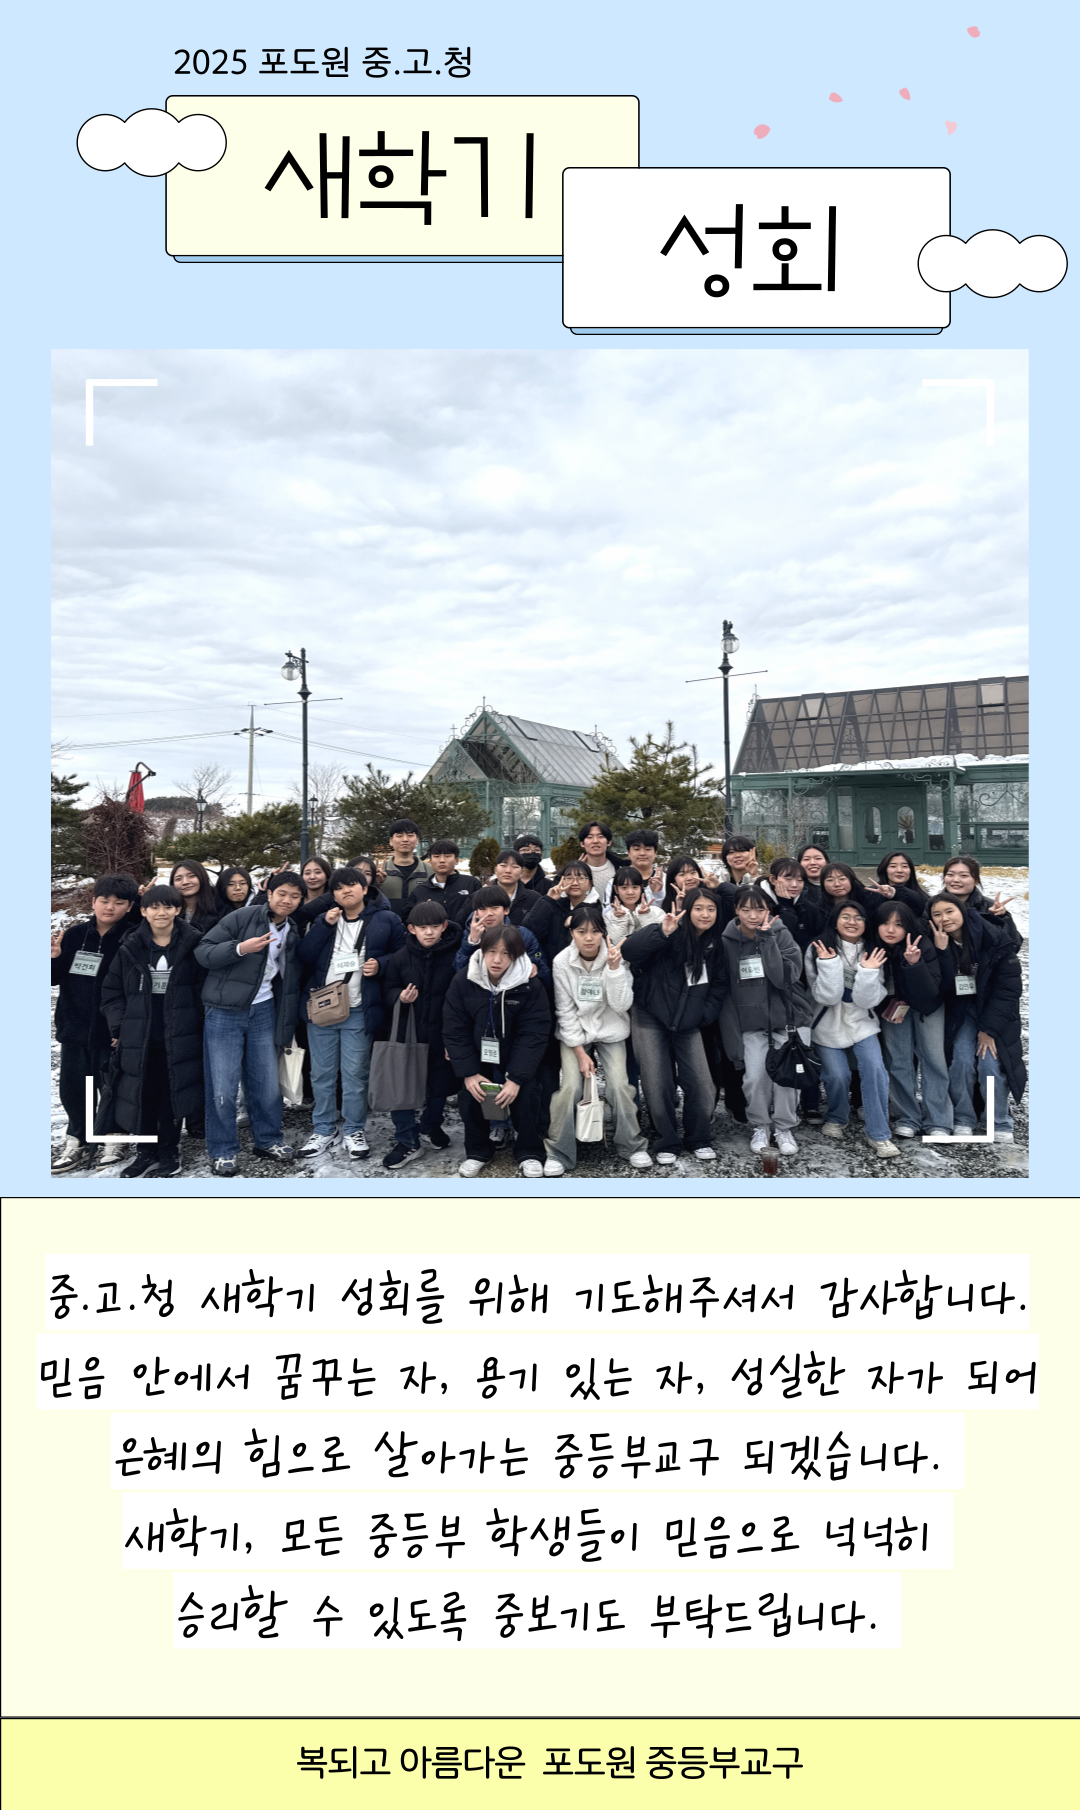 2025 포도원 중.고.청
새학기
성회
중.고.청 새학기 성회를 위해 기도해주셔서 감사합니다.
믿음 안에서 꿈꾸는 자, 용기 있는 자, 성실한 자가 되어
은혜의 힘으로 살아가는 중등부교구 되겠습니다.
새학기, 모든 중등부 학생들이 믿음으로 넉넉히
승리할 수 있도록 중보기도 부탁드립니다.
복되고 아름다운 포도원 중등부교구